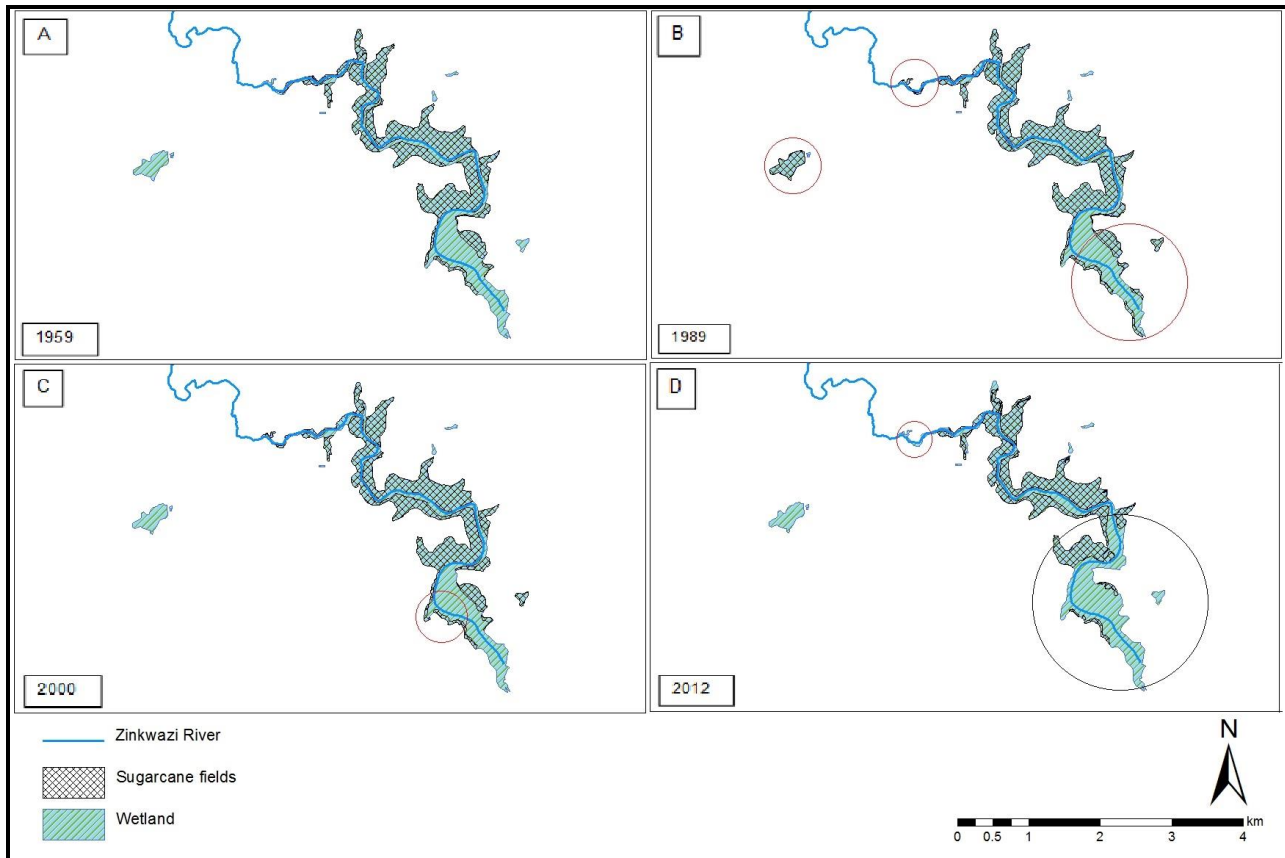 A
B
1959
1989
C
D
2000
2012
Zinkwazi River
Sugarcane fields
Wetland
N
km
0 0.5 1 2 3 4